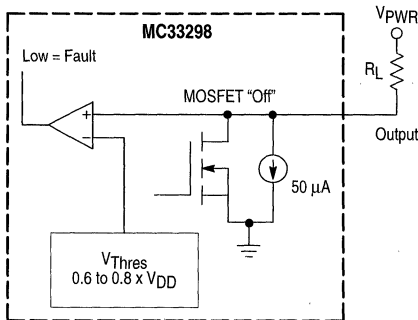 MC33298
VPWR
Low = Fault
RL
MOSFET “Off”
+
Output
−
50 μA
VThres
0.6 to 0.8 x VDD